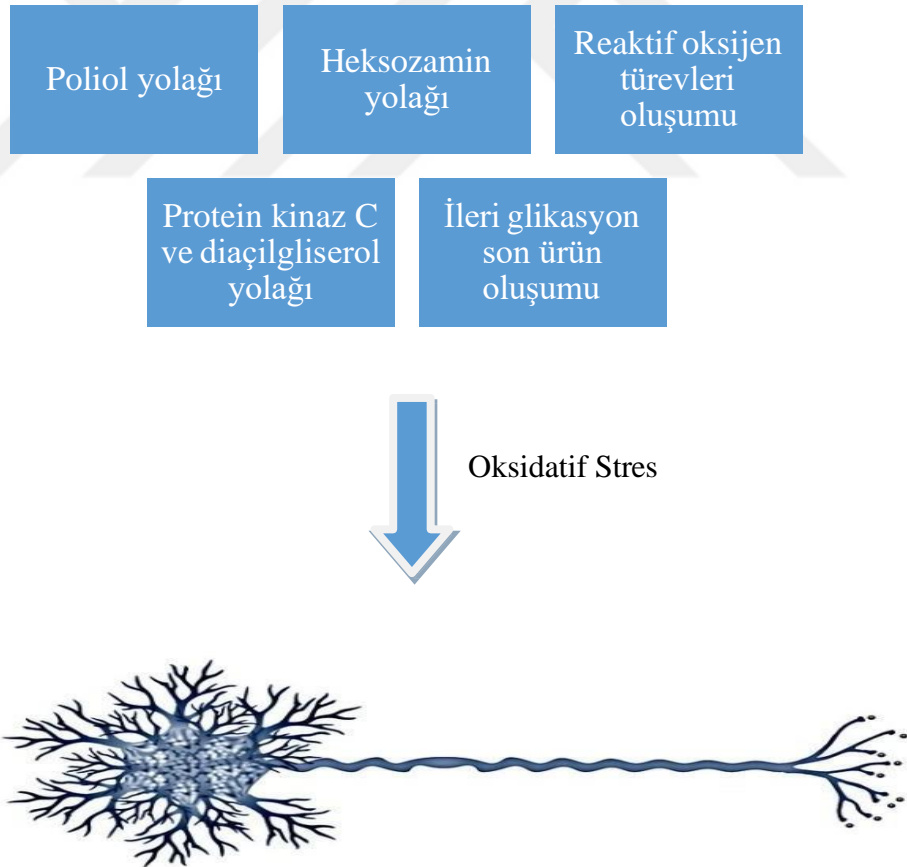 Poliol yolağı
Heksozamin
yolağı
Reaktif oksijen
türevleri
oluşumu
Protein kinaz C
ve diaçilgliserol
yolağı
İleri glikasyon
son ürün
oluşumu
Oksidatif Stres